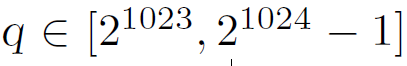 q ∈ [2^1023, 2^1024 − 1]